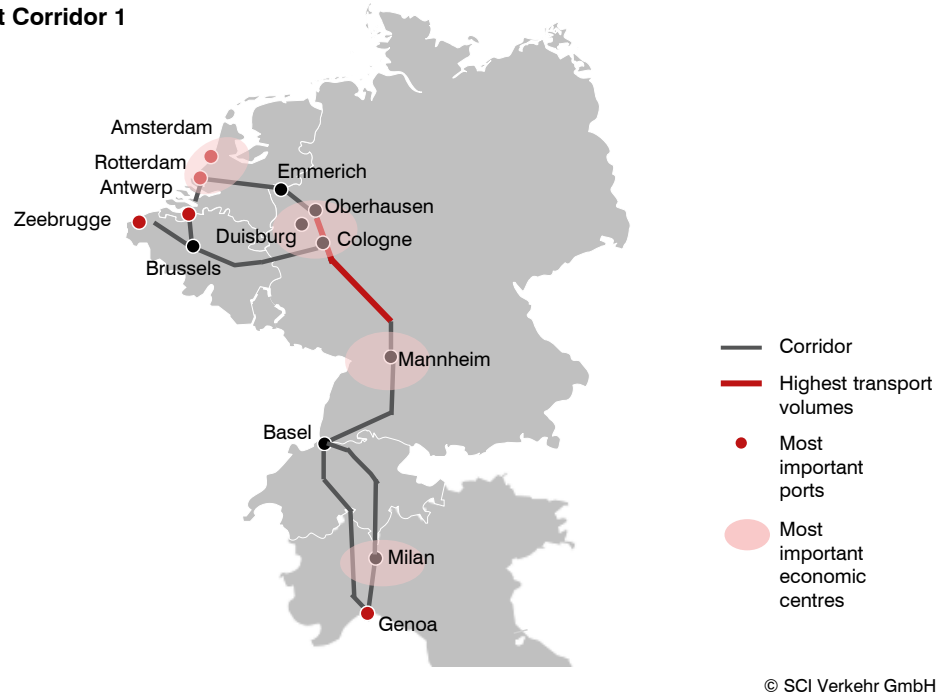 t Corridor 1
Amsterdam
Rotterdam
Antwerp
Zeebrugge
Brussels
Emmerich
Oberhausen
Duisburg
Cologne
Mannheim
Basel
Milan
Genoa
Corridor
Highest transport
volumes
Most
important
ports
Most
important
economic
centres
© SCI Verkehr GmbH